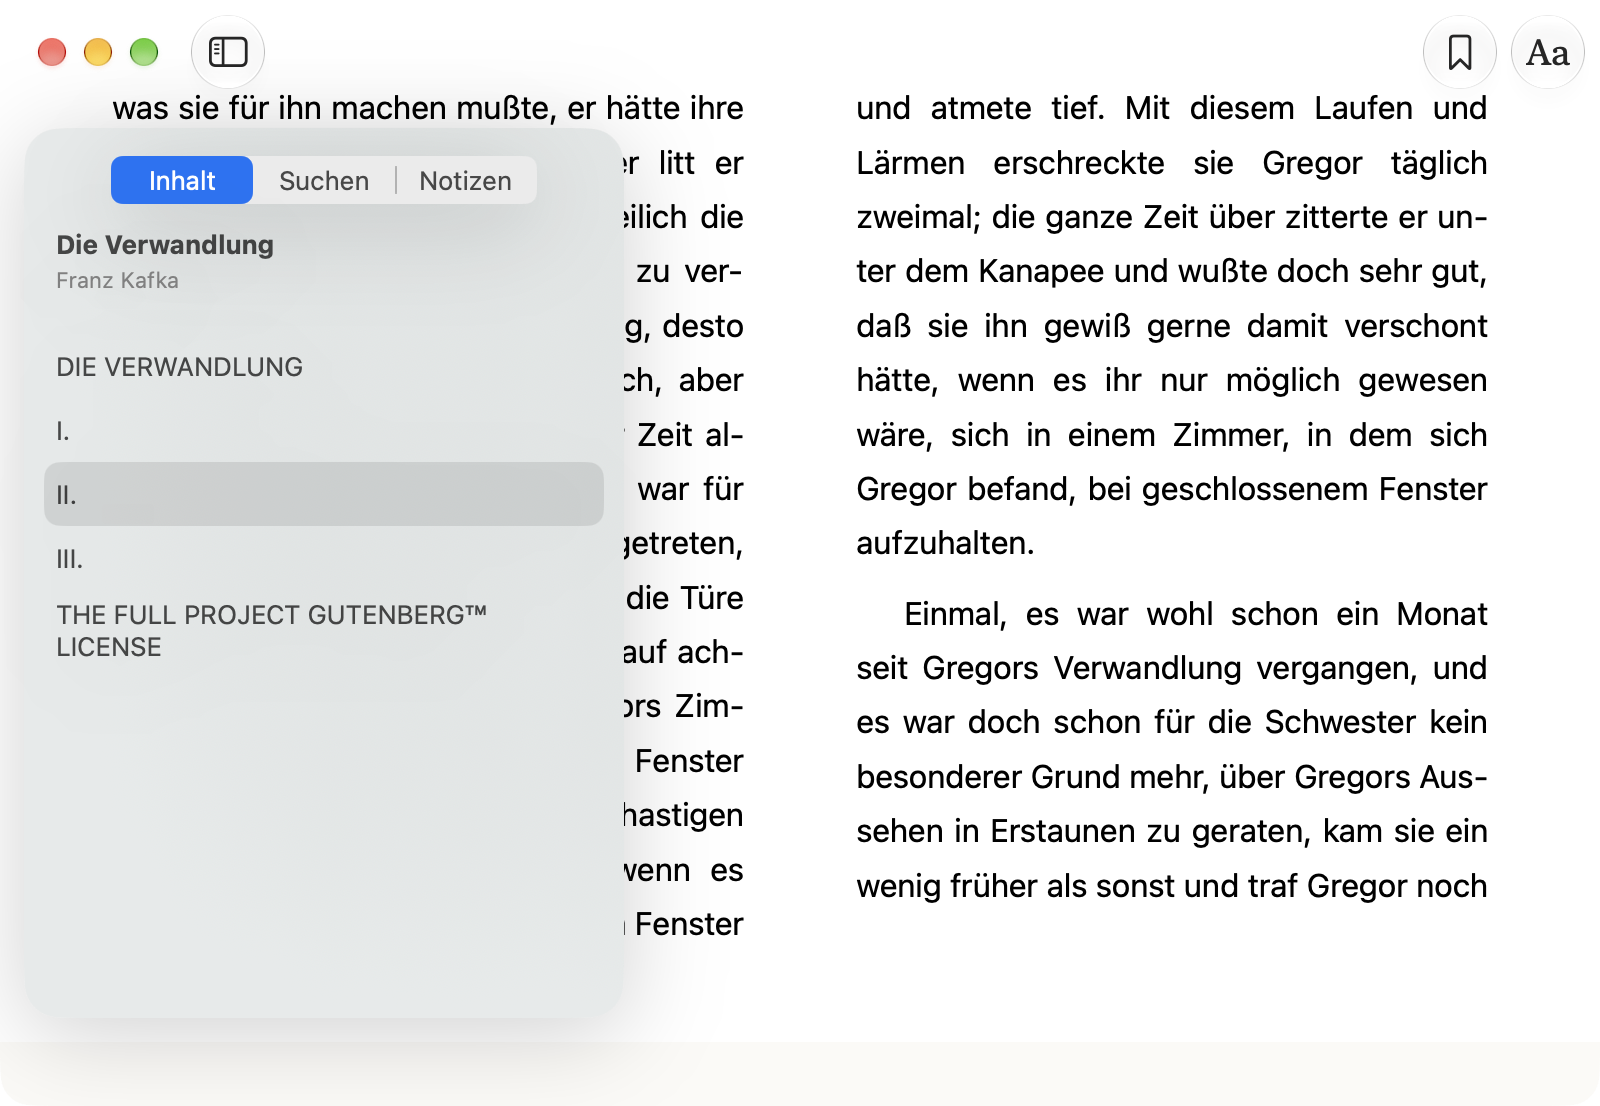 Aa
was sie für ihn machen mußte, er hätte ihre
litt er
die
zu ver-
desto
aber
Zeit al-
war für
die Türe
auf ach-
Zim-
Fenster
es
Fenster
Inhalt
Suchen
Notizen
Die Verwandlung
Franz Kafka
DIE VERWANDLUNG
I.
II.
III.
THE FULL PROJECT GUTENBERG™
LICENSE
und atmete tief. Mit diesem Laufen und
Lärmen erschreckte sie Gregor täglich
zweimal; die ganze Zeit über zitterte er un-
ter dem Kanapee und wußte doch sehr gut,
daß sie ihn gewiß gerne damit verschont
hätte, wenn es ihr nur möglich gewesen
wäre, sich in einem Zimmer, in dem sich
Gregor befand, bei geschlossenem Fenster
aufzuhalten.
Einmal, es war wohl schon ein Monat
seit Gregors Verwandlung vergangen, und
es war doch schon für die Schwester kein
besonderer Grund mehr, über Gregors Aus-
sehen in Erstaunen zu geraten, kam sie ein
wenig früher als sonst und traf Gregor noch